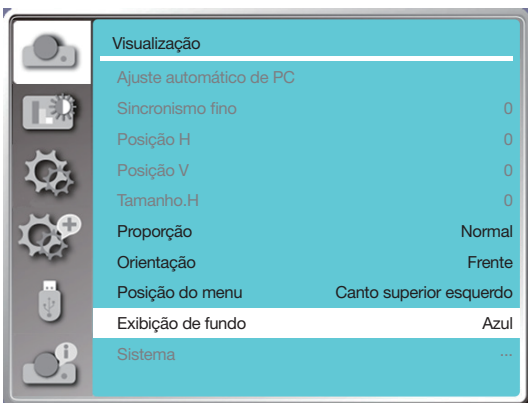 Visualização
Ajuste automático de PC
Sincronismo fino 0
Posição H 0
Posição V 0
Tamanho.H 0
Proporção Normal
Orientação Frente
Posição do menu Canto superior esquerdo
Exibição de fundo Azul
Sistema ...